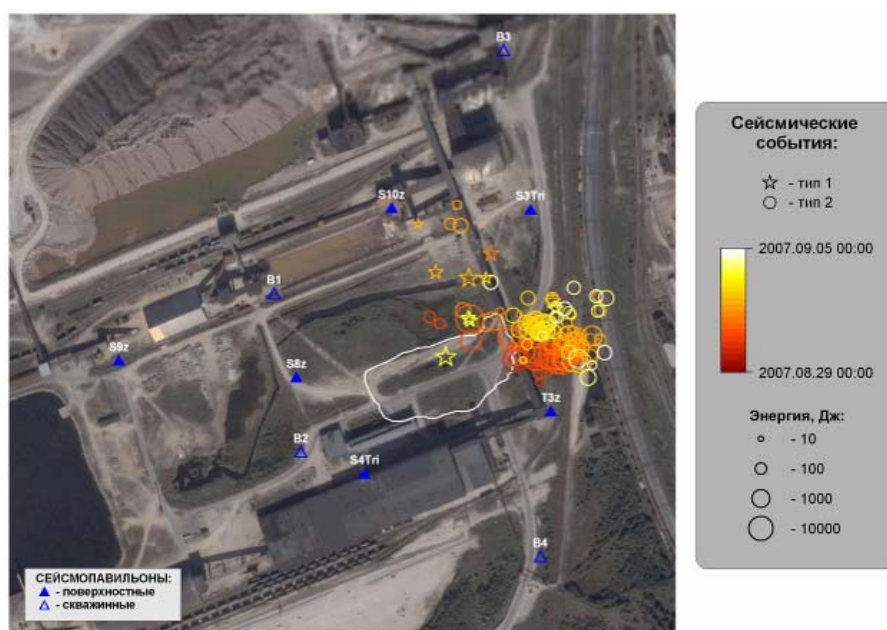 B3
S10z
S3Tri
B1
S9z
S8z
T3z
B2
S4Tri
B4
СЕЙСМОПАВИЛЬОНЫ:
- поверхностные
- скважинные
Сейсмические
события:
- тип 1
- тип 2
2007.09.05 00:00
2007.08.29 00:00
Энергия, Дж:
- 10
- 100
- 1000
- 10000